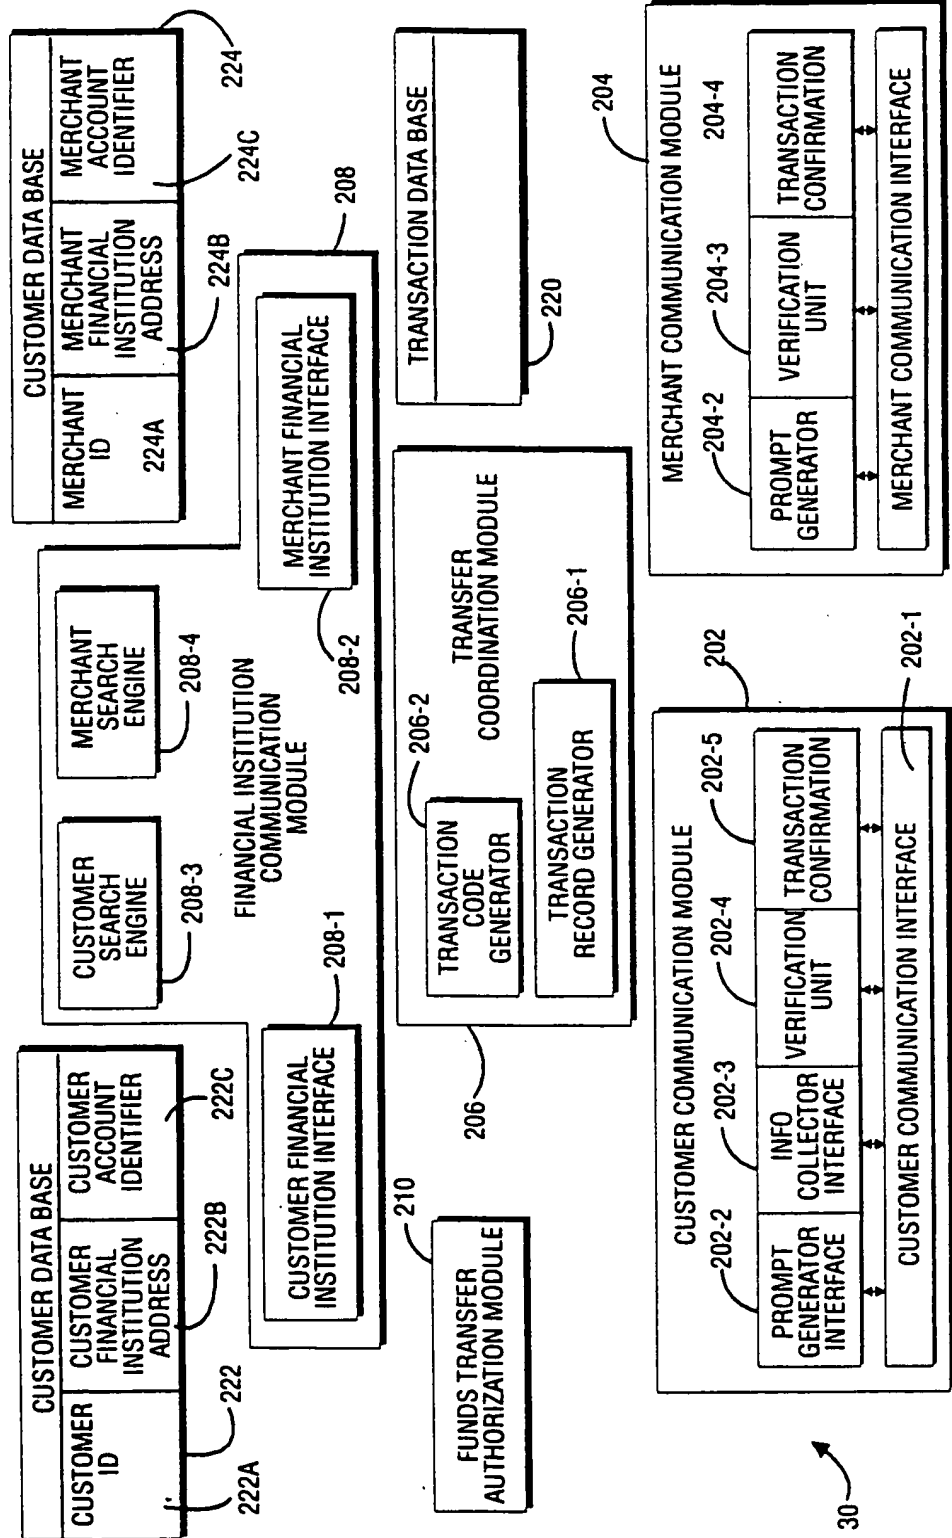 CUSTOMER DATA BASE
CUSTOMER
ID
222A
CUSTOMER
FINANCIAL
INSTITUTION
ADDRESS
222B
CUSTOMER
ACCOUNT
IDENTIFIER
222C
222
CUSTOMER
SEARCH
ENGINE
208-3
MERCHANT
SEARCH
ENGINE
208-4
CUSTOMER DATA BASE
MERCHANT
ID
224A
MERCHANT
FINANCIAL
INSTITUTION
ADDRESS
224B
MERCHANT
ACCOUNT
IDENTIFIER
224C
224
FINANCIAL INSTITUTION
COMMUNICATION
MODULE
CUSTOMER FINANCIAL
INSTITUTION INTERFACE
208-1
MERCHANT FINANCIAL
INSTITUTION INTERFACE
208-2
208
210
FUNDS TRANSFER
AUTHORIZATION MODULE
206
TRANSACTION
CODE
GENERATOR
206-2
TRANSFER
COORDINATION MODULE
TRANSACTION
RECORD GENERATOR
206-1
TRANSACTION DATA BASE
220
CUSTOMER COMMUNICATION MODULE
202
202-2
202-3
202-4
202-5
PROMPT
GENERATOR
INTERFACE
INFO
COLLECTOR
INTERFACE
VERIFICATION
UNIT
TRANSACTION
CONFIRMATION
CUSTOMER COMMUNICATION INTERFACE
202-1
MERCHANT COMMUNICATION MODULE
204
204-2
204-3
204-4
PROMPT
GENERATOR
VERIFICATION
UNIT
TRANSACTION
CONFIRMATION
MERCHANT COMMUNICATION INTERFACE
30